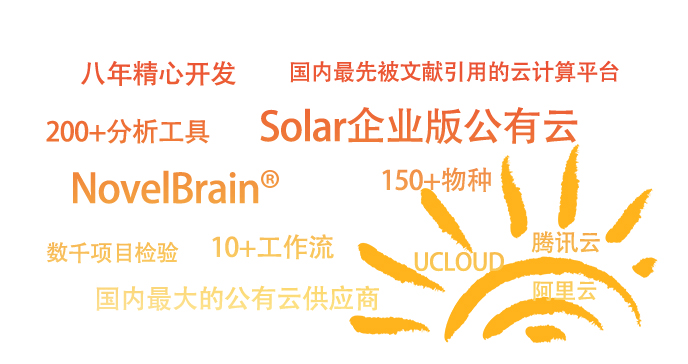 八年精心开发
国内最先被文献引用的云计算平台
200+分析工具
Solar企业版公有云
NovelBrain®
150+物种
数千项目检验
10+工作流
UCLOUD
腾讯云
国内最大的公有云供应商
阿里云